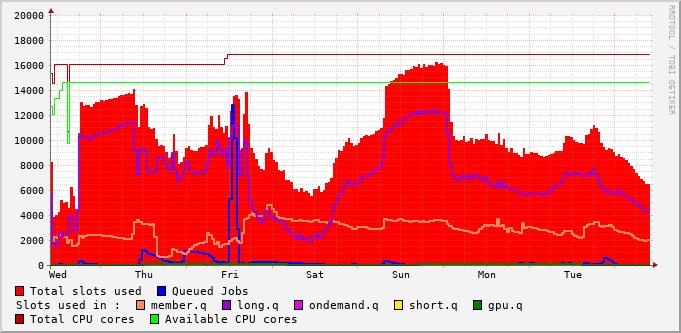 20000
18000
16000
14000
12000
10000
8000
6000
4000
2000
0
Wed Thu Fri Sat Sun Mon Tue
RRDTOOL / TOBI OETIKER
Total slots used Queued Jobs
Slots used in : member.q long.q ondemand.q short.q gpu.q
Total CPU cores Available CPU cores